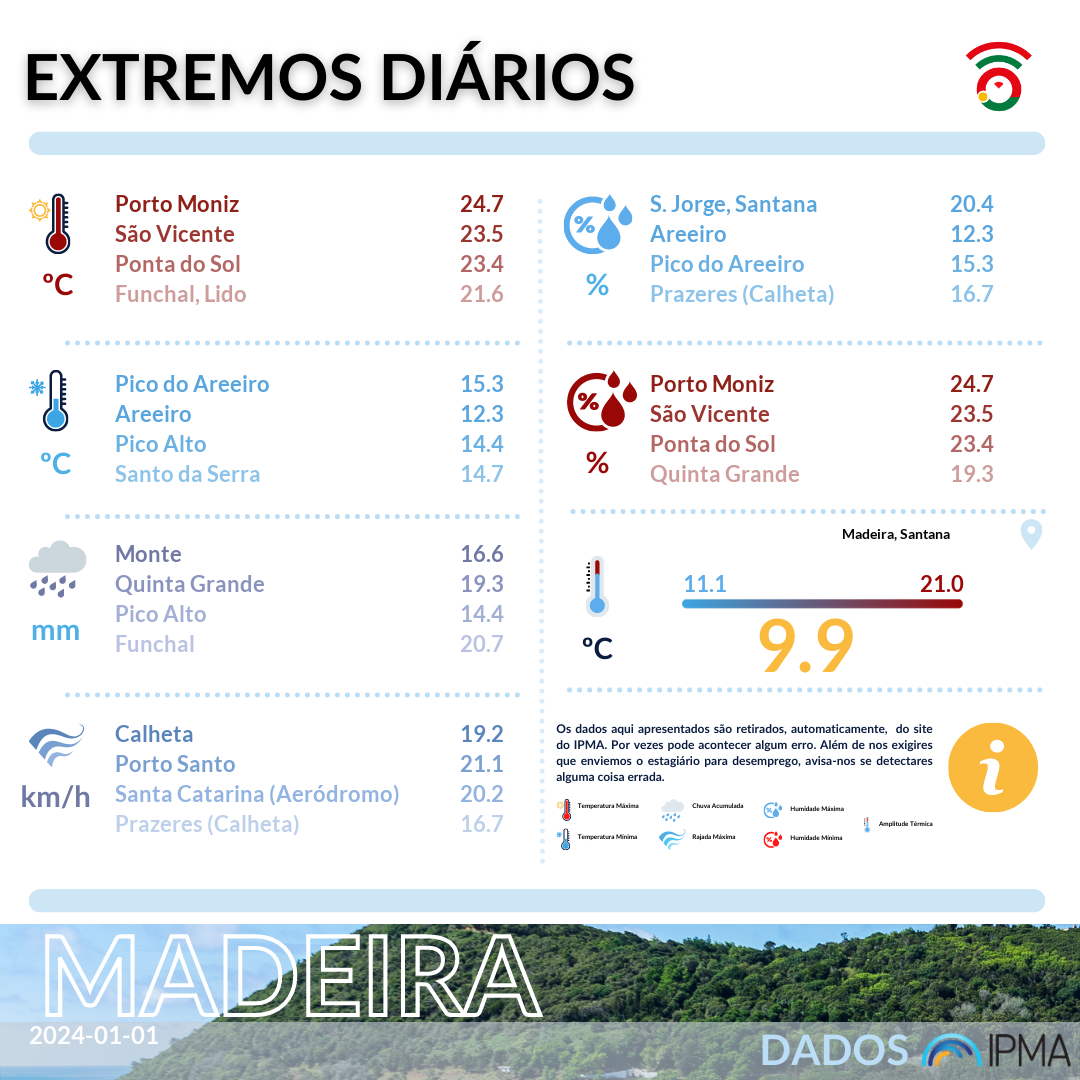 EXTREMOS DIÁRIOS
Porto Moniz 24.7
São Vicente 23.5
Ponta do Sol 23.4
Funchal, Lido 21.6
ºC
Pico do Areeiro 15.3
Areeiro 12.3
Pico Alto 14.4
Santo da Serra 14.7
ºC
Monte 16.6
Quinta Grande 19.3
Pico Alto 14.4
Funchal 20.7
mm
Calheta 19.2
Porto Santo 21.1
Santa Catarina (Aeródromo) 20.2
Prazeres (Calheta) 16.7
km/h
%
S. Jorge, Santana 20.4
Areeiro 12.3
Pico do Areeiro 15.3
Prazeres (Calheta) 16.7
%
%
Porto Moniz 24.7
São Vicente 23.5
Ponta do Sol 23.4
Quinta Grande 19.3
%
Madeira, Santana
11.1 21.0
9.9
ºC
Os dados aqui apresentados são retirados, automaticamente, do site
do IPMA. Por vezes pode acontecer algum erro. Além de nos exigires
que enviemos o estagiário para desemprego, avisa-nos se detectares
alguma coisa errada.
i
Temperatura Máxima Chuva Acumulada Humidade Máxima
Amplitude Térmica
Temperatura Mínima Rajada Máxima Humidade Mínima
MADEIRA
2024-01-01
DADOS IPMA